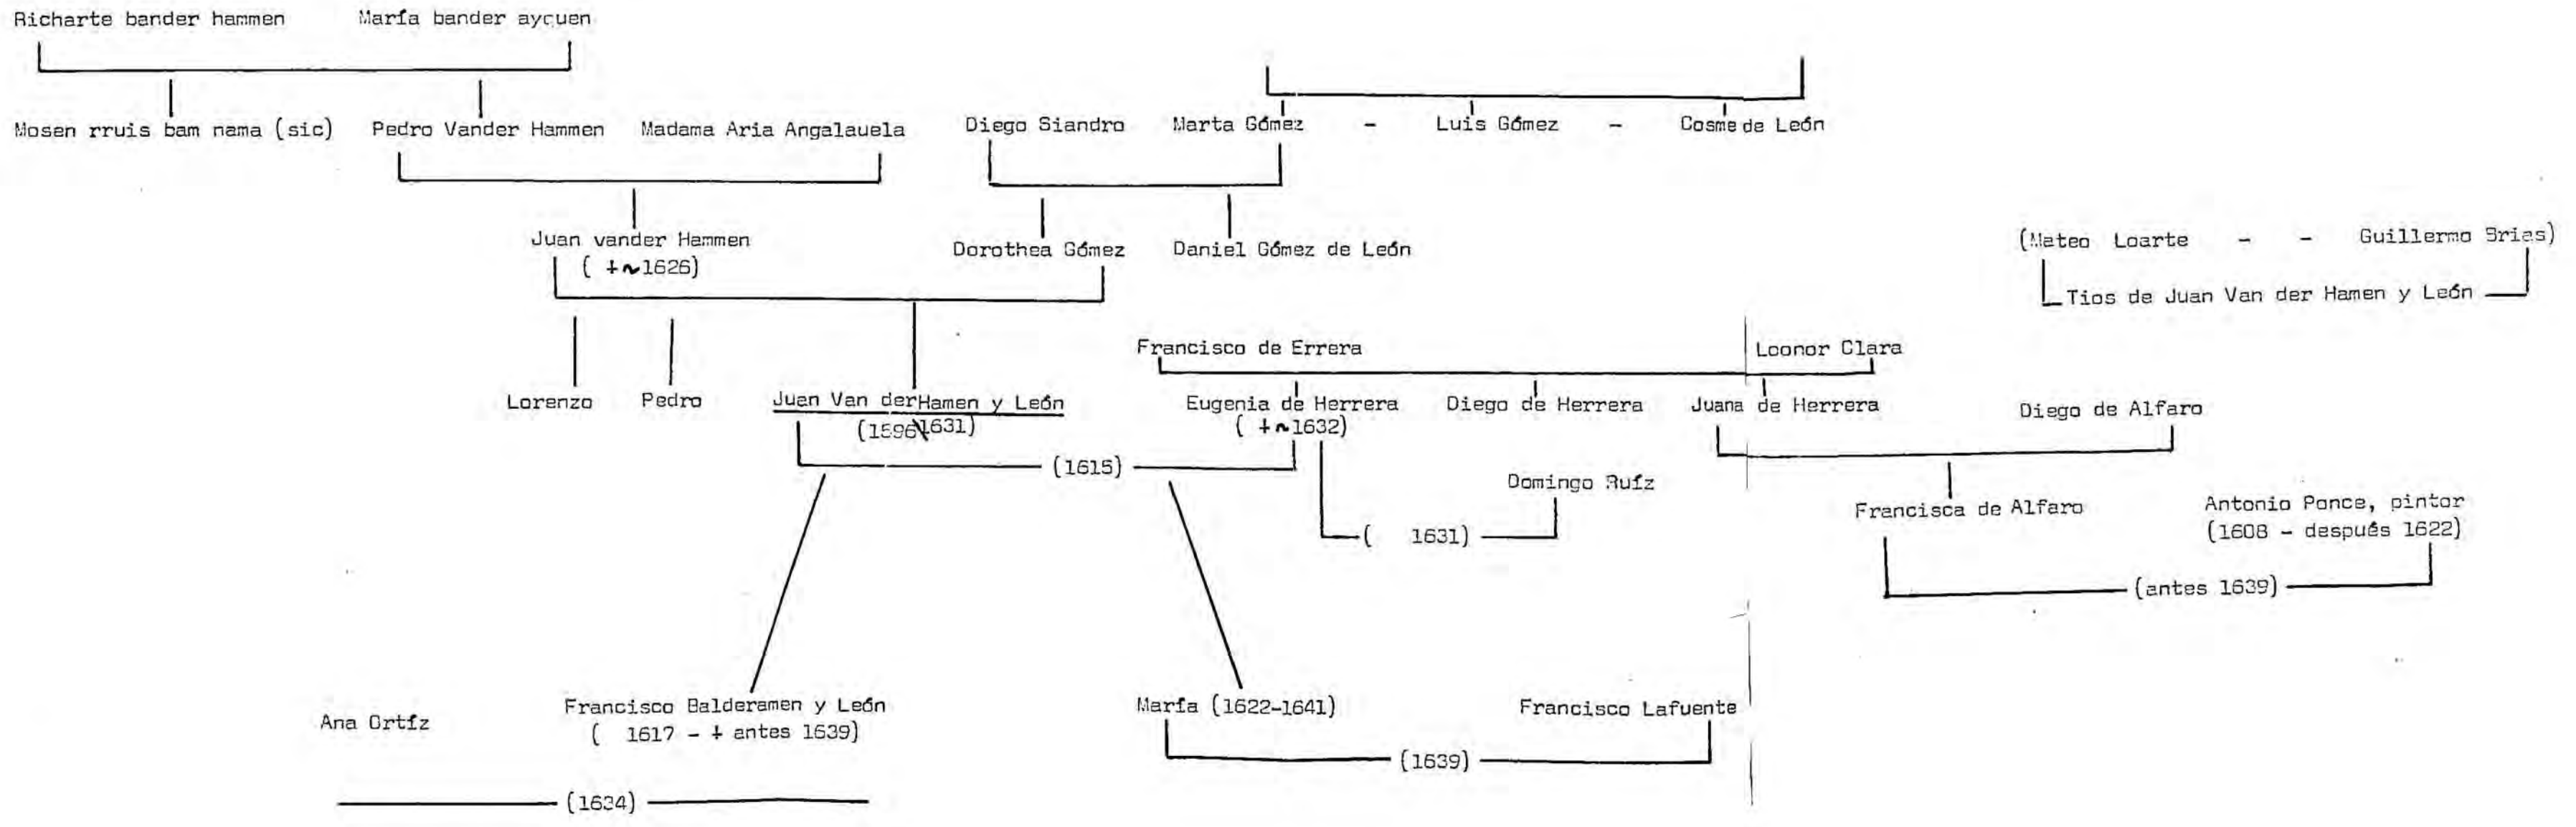 Richarte bander hammen María bander aycuen
Mosen rruis bam nama (sic) Pedro Vander Hammen Madama Aria Angalauela Diego Siandro Marta Gómez - Luis Gómez - Cosme de León
Juan vander Hammen Dorothea Gómez Daniel Gómez de León (Mateo Loarte - - Guillermo Brias)
( +~1626)
Tios de Juan Van der Hamen y León
Francisco de Errera Leonor Clara
Lorenzo Pedro Juan Van der Hamen y León Eugenia de Herrera Diego de Herrera Juana de Herrera Diego de Alfaro
(1596\1631) ( +~1632)
(1615)
Domingo Ruíz
Francisca de Alfaro Antonio Ponce, pintor
(1608 - después 1622)
( 1631)
(antes 1639)
Ana Ortíz Francisco Balderamen y León María (1622-1641) Francisco Lafuente
( 1617 - + antes 1639)
(1639)
(1634)